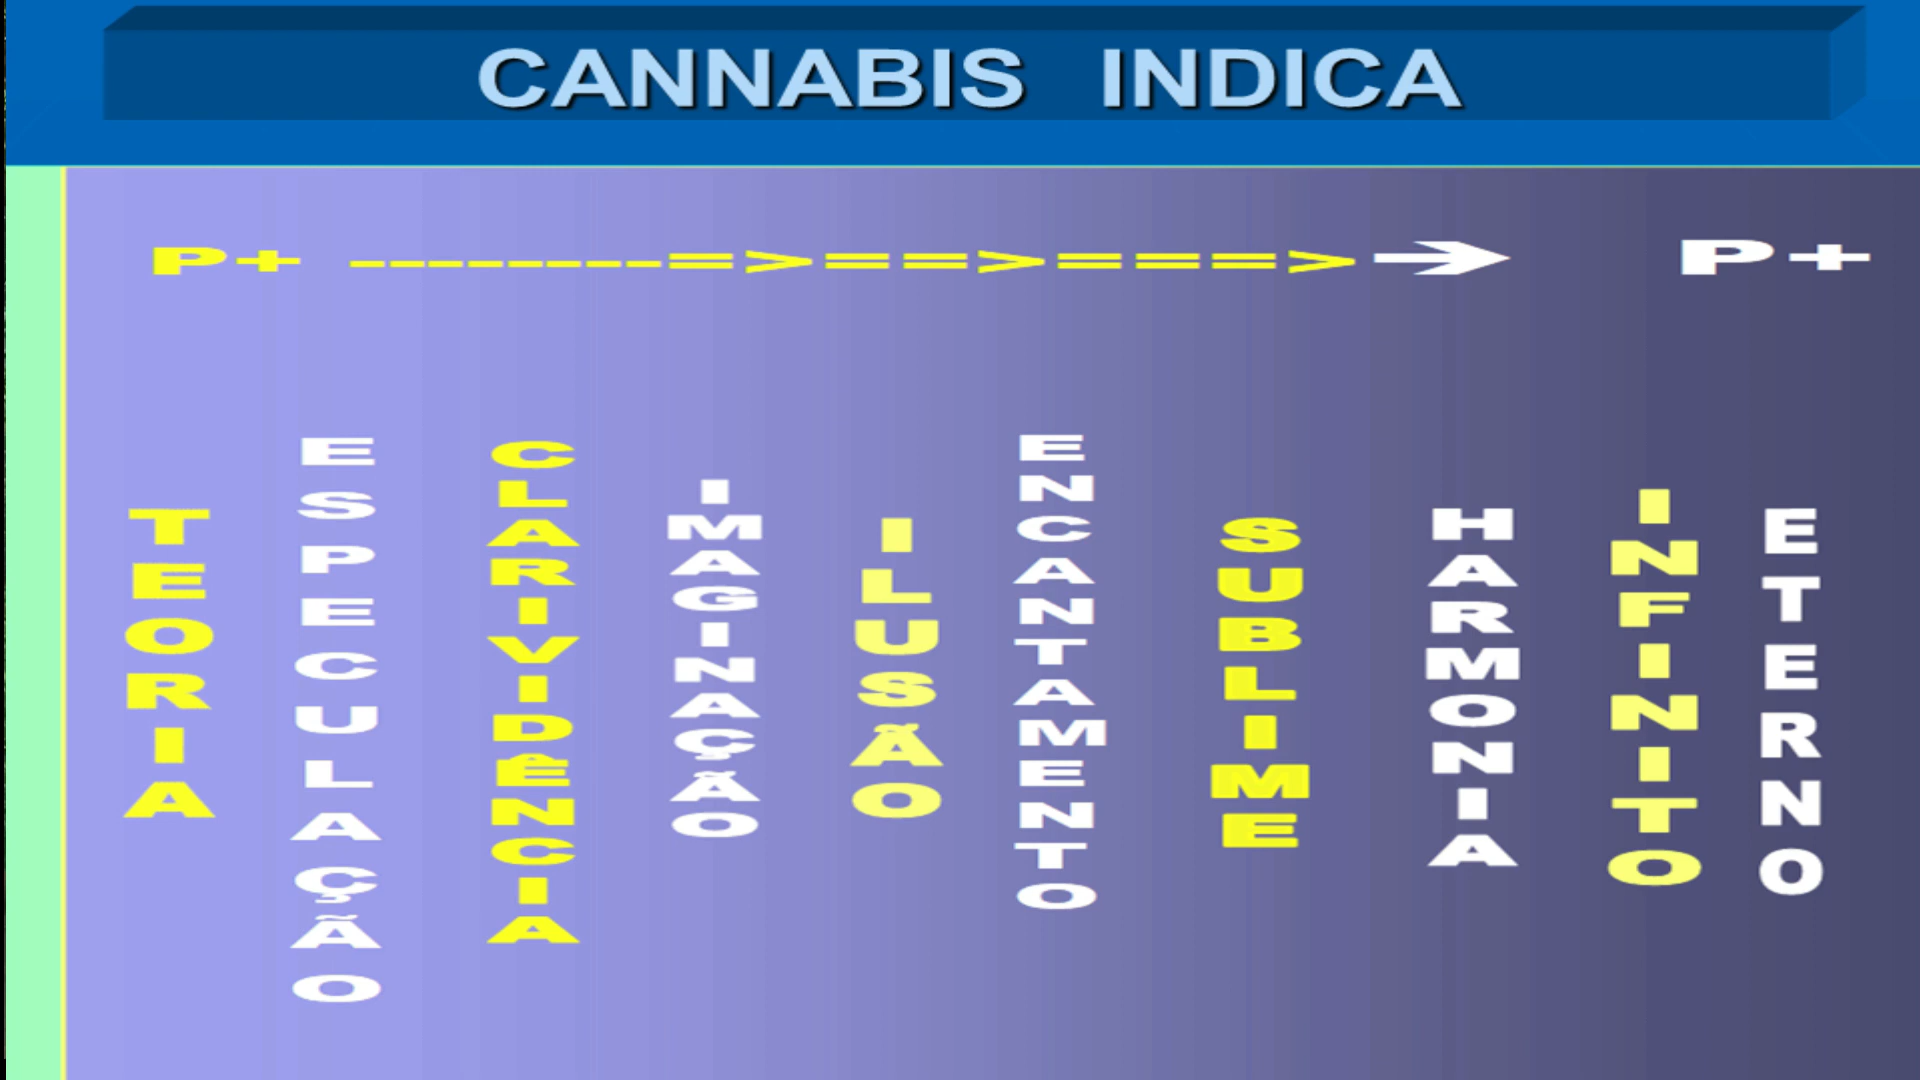 CANNABIS INDICA
P+ --------=>==>===>→ P+
TEORIA
ESPECULAÇÃO
CLARIVIDÊNCIA
IMAGINAÇÃO
ILUSÃO
ENCANTAMENTO
SUBLIME
HARMONIA
INFINITO
ETERNO